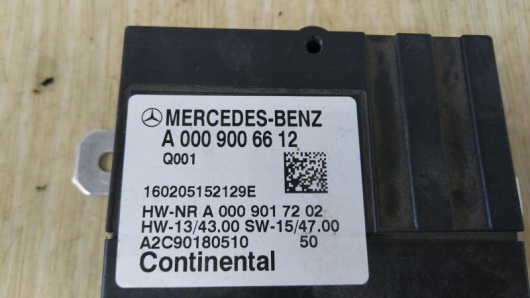 MERCEDES-BENZ
A 000 900 66 12
Q001
160205152129E
HW-NR A 000 901 72 02
HW-13/43.00 SW-15/47.00
A2C90180510 50
Continental